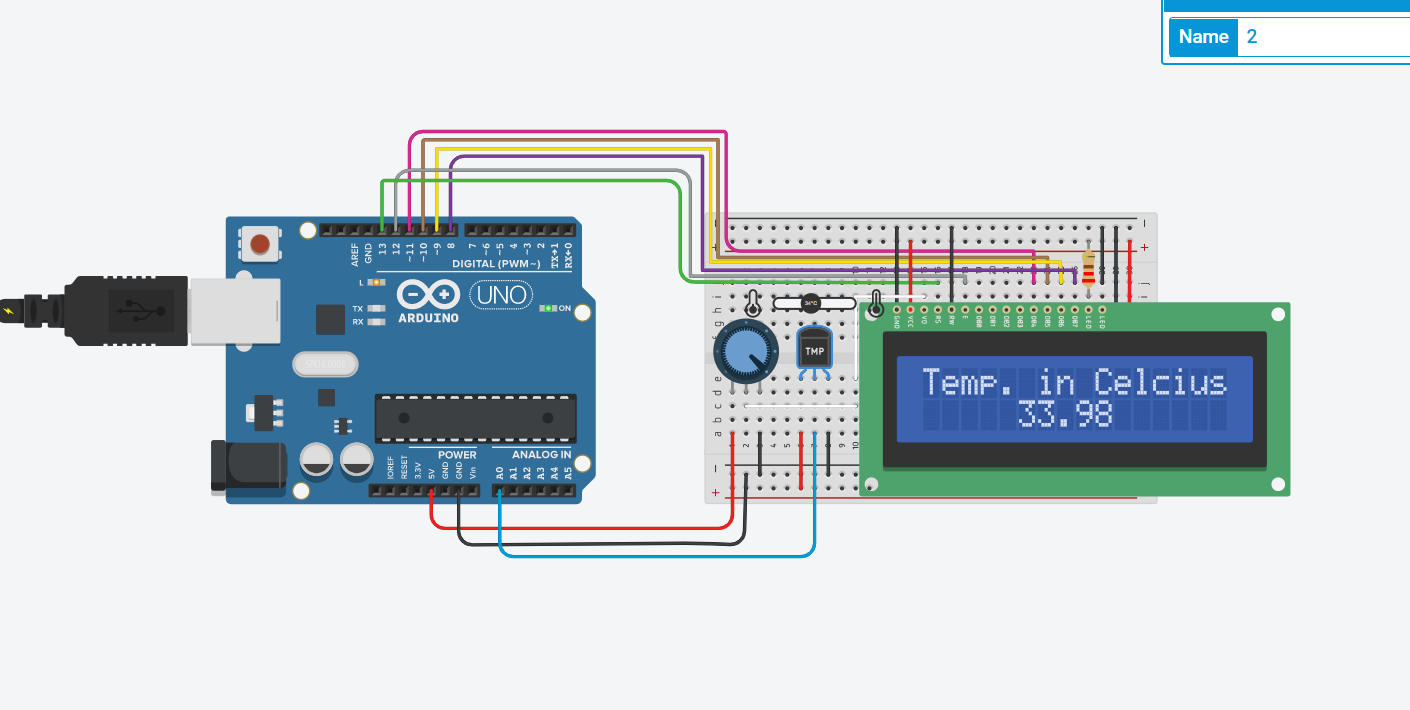 Name 2
AREF
GND
13
12
~11
~10
~9
8
7
~6
~5
4
~3
2
TX→1
RX←0
DIGITAL (PWM~)
L
TX
RX
ARDUINO
UNO
ON
IOREF
RESET
3.3V
5V
GND
GND
Vin
POWER
A0
A1
A2
A3
A4
A5
ANALOG IN
34°C
TMP
GND
VCC
V0
RS
RW
E
DB0
DB1
DB2
DB3
DB4
DB5
DB6
DB7
LED
LED
Temp. in Celcius
33.98